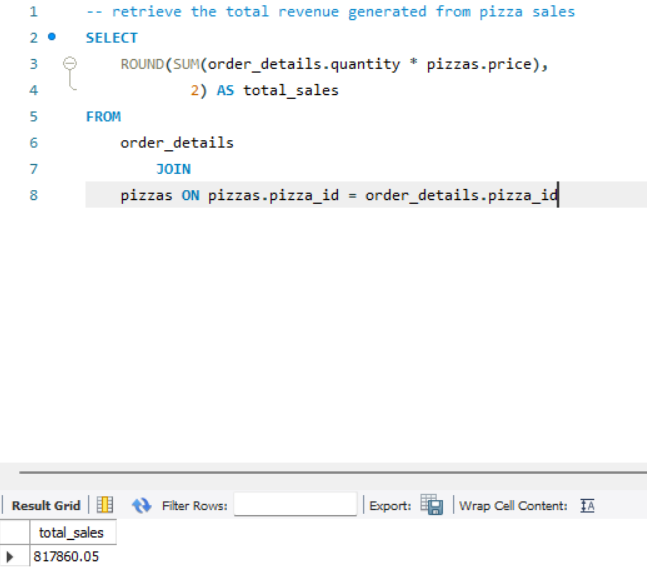 1 -- retrieve the total revenue generated from pizza sales
2 SELECT
3 ROUND(SUM(order_details.quantity * pizzas.price),
4 2) AS total_sales
5 FROM
6 order_details
7 JOIN
8 pizzas ON pizzas.pizza_id = order_details.pizza_id
Result Grid Filter Rows: Export: Wrap Cell Content:
total_sales
817860.05